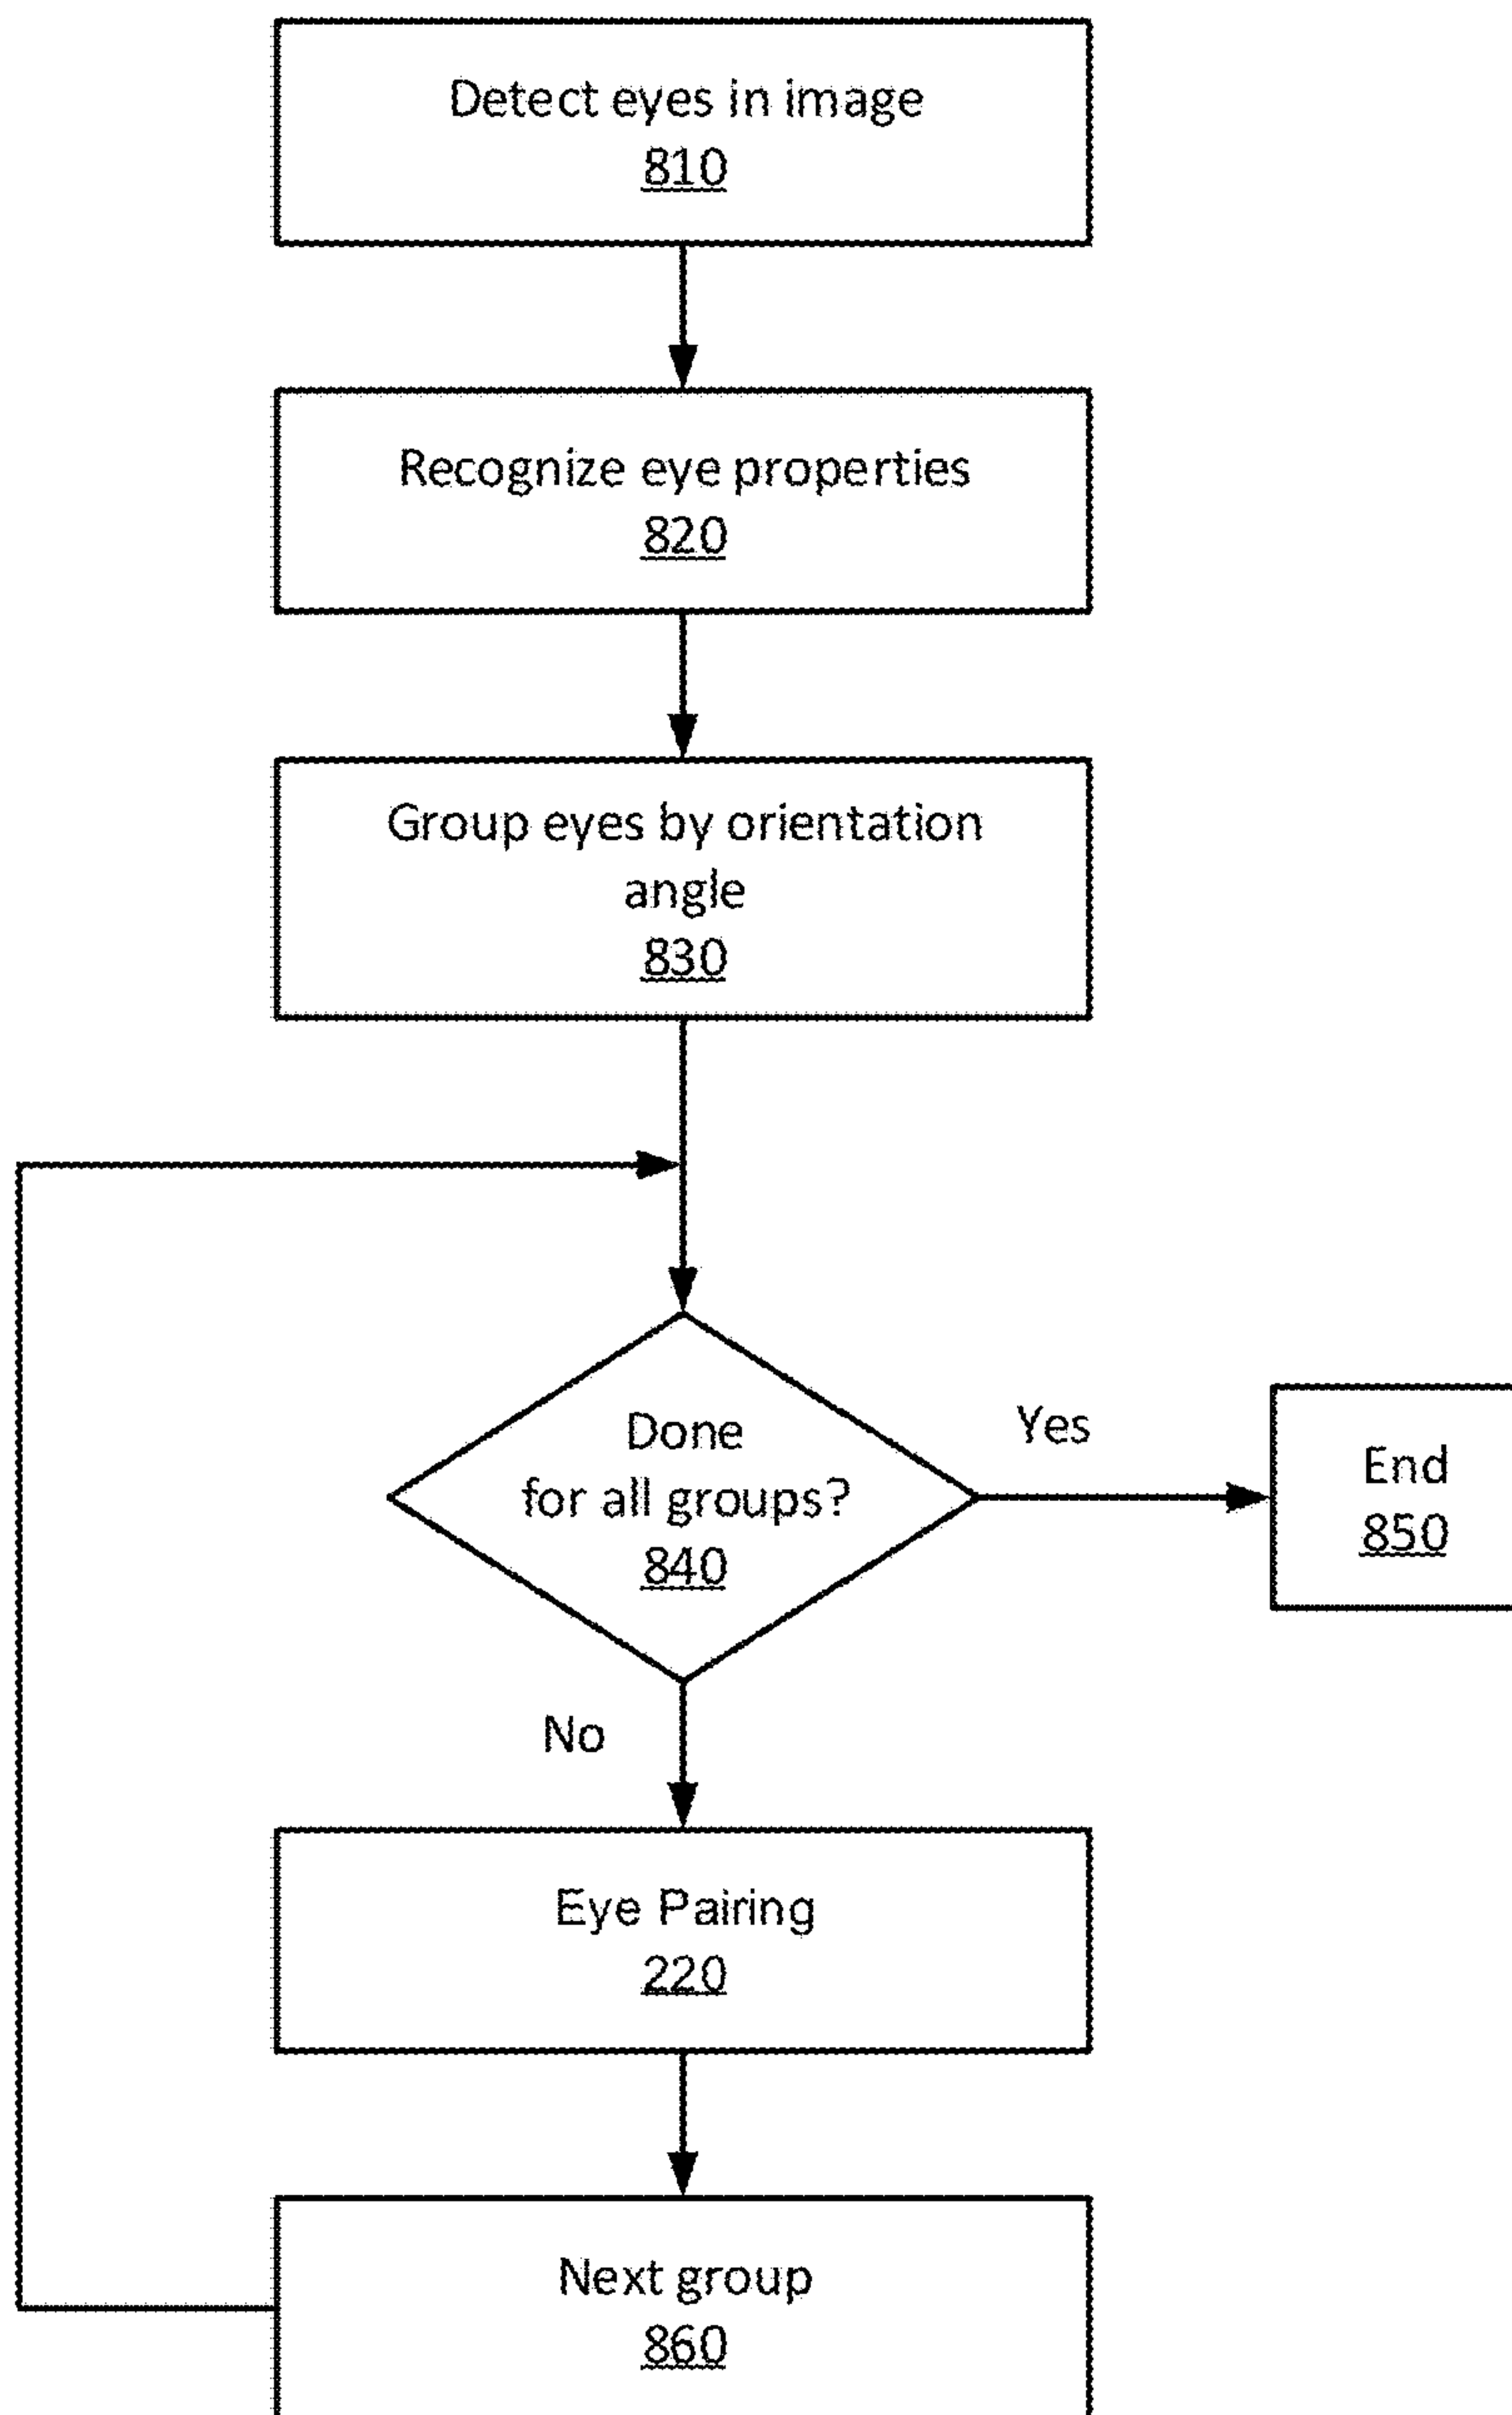 Detect eyes in image
810
Recognize eye properties
820
Group eyes by orientation
angle
830
Done
for all groups?
840
Yes
End
850
No
Eye Pairing
220
Next group
860